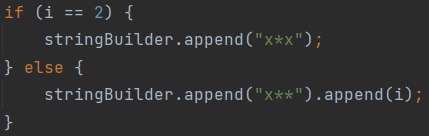 if (i == 2) {
    stringBuilder.append("x*x");
} else {
    stringBuilder.append("x**").append(i);
}